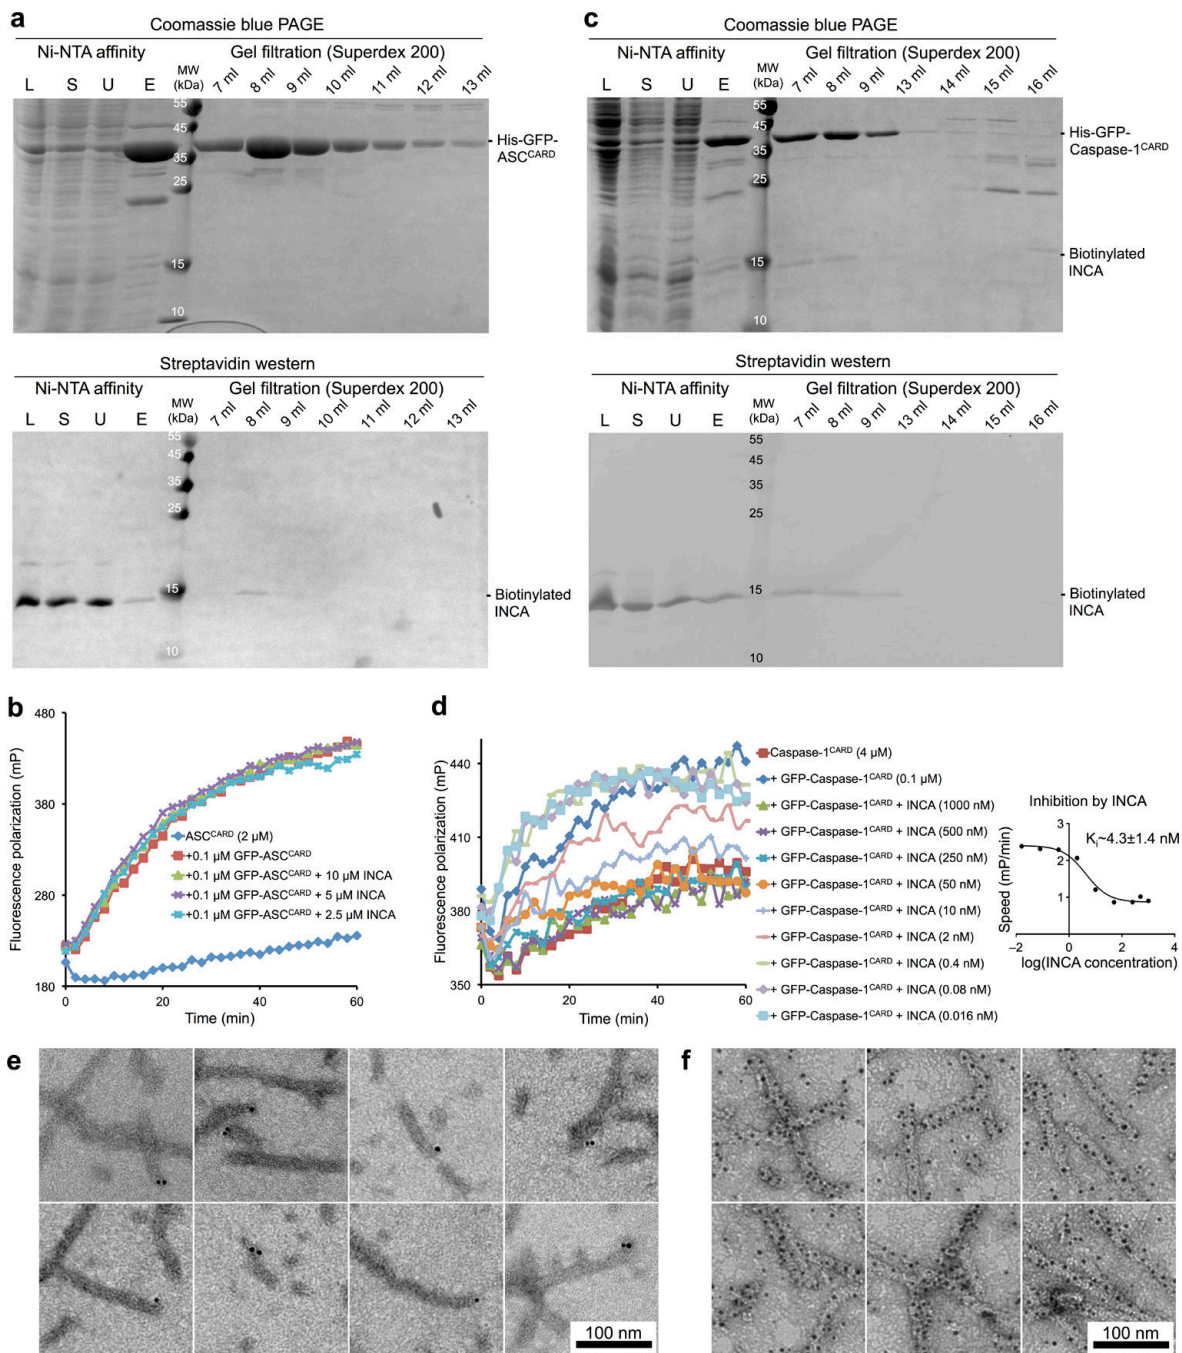 a
Coomassie blue PAGE
Ni-NTA affinity
Gel filtration (Superdex 200)
L S U E
MW (kDa)
7 ml 8 ml 9 ml 10 ml 11 ml 12 ml 13 ml
55
45
35
25
15
10
His-GFP-
ASC^CARD
Streptavidin western
Ni-NTA affinity
Gel filtration (Superdex 200)
L S U E
MW (kDa)
7 ml 8 ml 9 ml 10 ml 11 ml 12 ml 13 ml
55
45
35
25
15
10
Biotinylated
INCA
c
Coomassie blue PAGE
Ni-NTA affinity
Gel filtration (Superdex 200)
L S U E
MW (kDa)
7 ml 8 ml 9 ml 13 ml 14 ml 15 ml 16 ml
55
45
35
25
15
10
His-GFP-
Caspase-1^CARD
Biotinylated
INCA
Streptavidin western
Ni-NTA affinity
Gel filtration (Superdex 200)
L S U E
MW (kDa)
7 ml 8 ml 9 ml 13 ml 14 ml 15 ml 16 ml
55
45
35
25
15
10
Biotinylated
INCA
b
Fluorescence polarization (mP)
480
380
280
180
0 20 40 60
Time (min)
ASC^CARD (2 μM)
+0.1 μM GFP-ASC^CARD
+0.1 μM GFP-ASC^CARD + 10 μM INCA
+0.1 μM GFP-ASC^CARD + 5 μM INCA
+0.1 μM GFP-ASC^CARD + 2.5 μM INCA
d
Fluorescence polarization (mP)
440
410
380
350
0 20 40 60
Time (min)
Caspase-1^CARD (4 μM)
+ GFP-Caspase-1^CARD (0.1 μM)
+ GFP-Caspase-1^CARD + INCA (1000 nM)
+ GFP-Caspase-1^CARD + INCA (500 nM)
+ GFP-Caspase-1^CARD + INCA (250 nM)
+ GFP-Caspase-1^CARD + INCA (50 nM)
+ GFP-Caspase-1^CARD + INCA (10 nM)
+ GFP-Caspase-1^CARD + INCA (2 nM)
+ GFP-Caspase-1^CARD + INCA (0.4 nM)
+ GFP-Caspase-1^CARD + INCA (0.08 nM)
+ GFP-Caspase-1^CARD + INCA (0.016 nM)
Inhibition by INCA
K_i~4.3±1.4 nM
Speed (mP/min)
3
2
1
0
−2 0 2 4
log(INCA concentration)
e
100 nm
f
100 nm